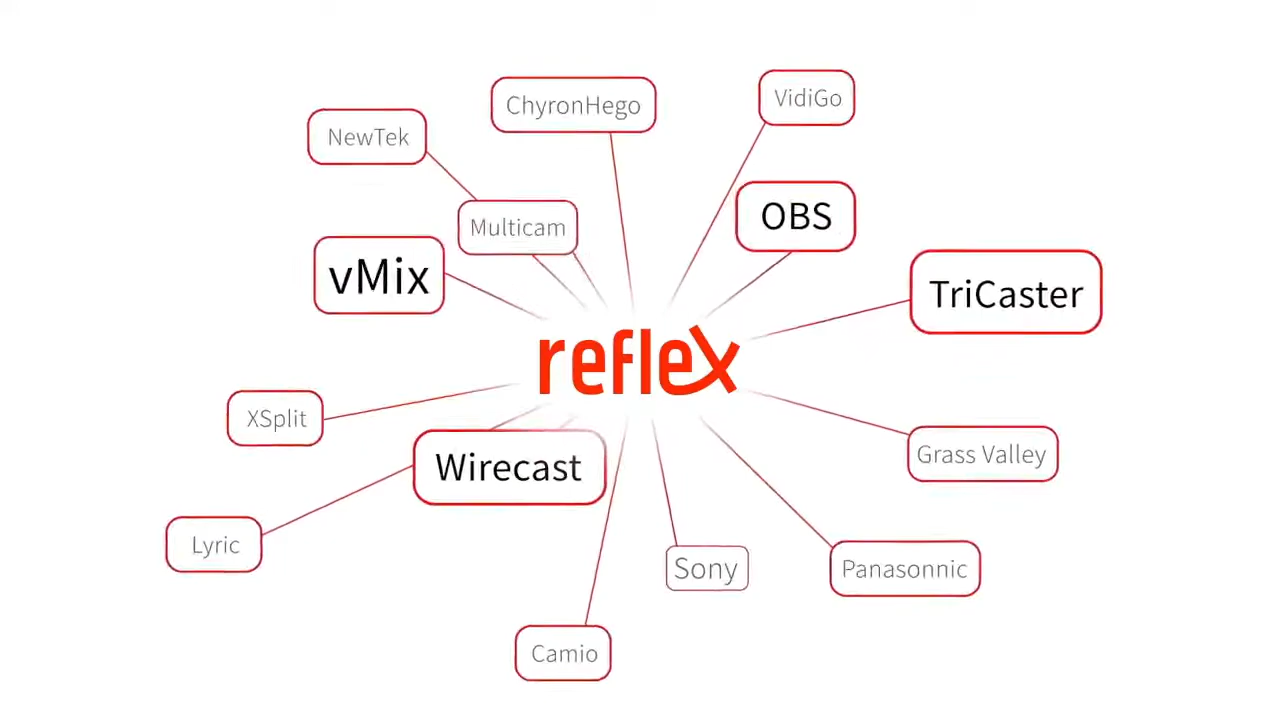 VidiGo
ChyronHego
NewTek
OBS
Multicam
vMix
TriCaster
reflex
XSplit
Grass Valley
Wirecast
Lyric
Sony
Panasonnic
Camio